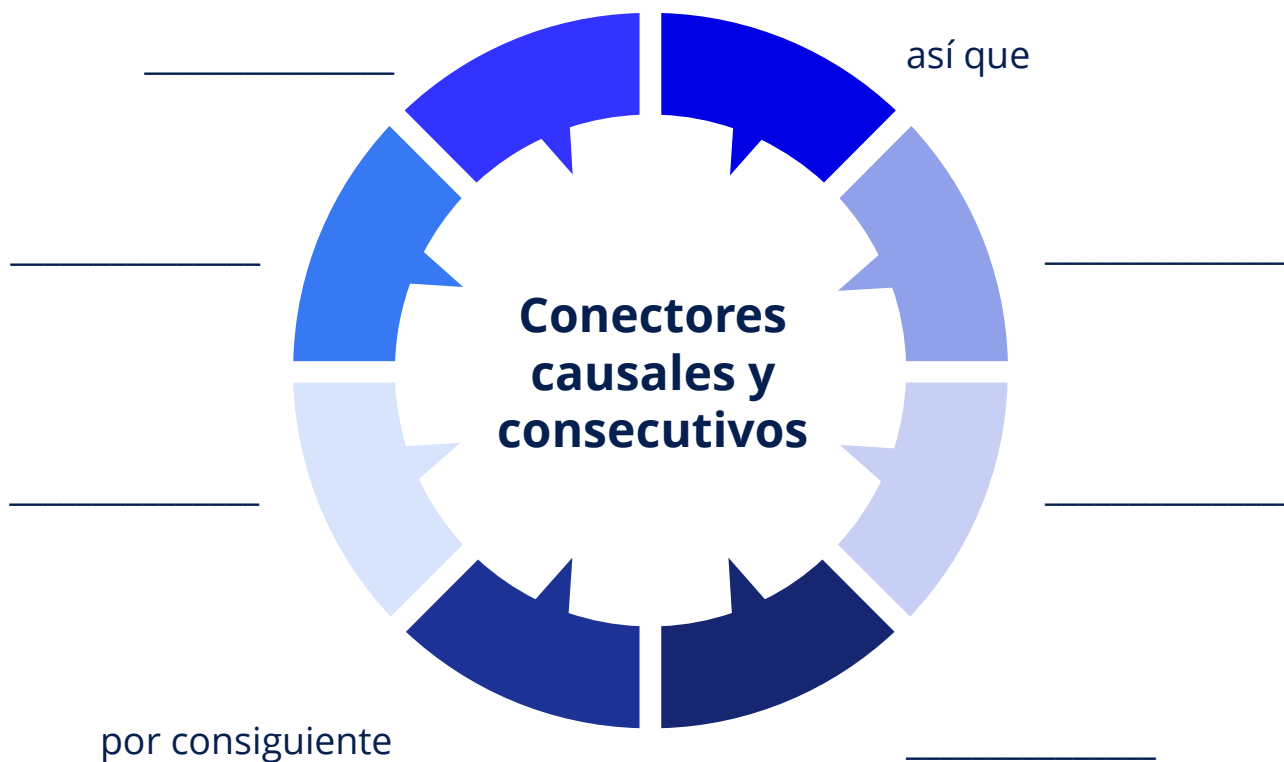 así que
Conectores
causales y
consecutivos
por consiguiente